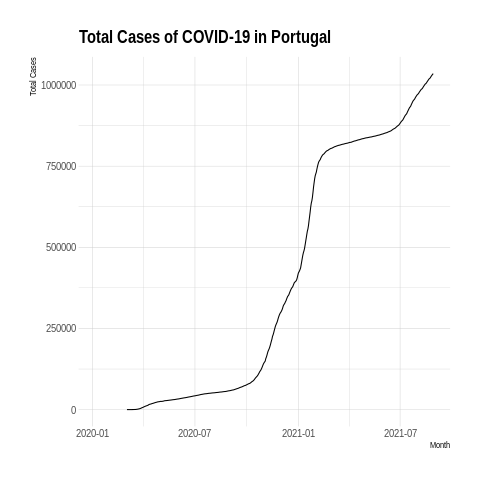 Total Cases of COVID-19 in Portugal
Total Cases
1000000
750000
500000
250000
0
2020-01 2020-07 2021-01 2021-07
Month